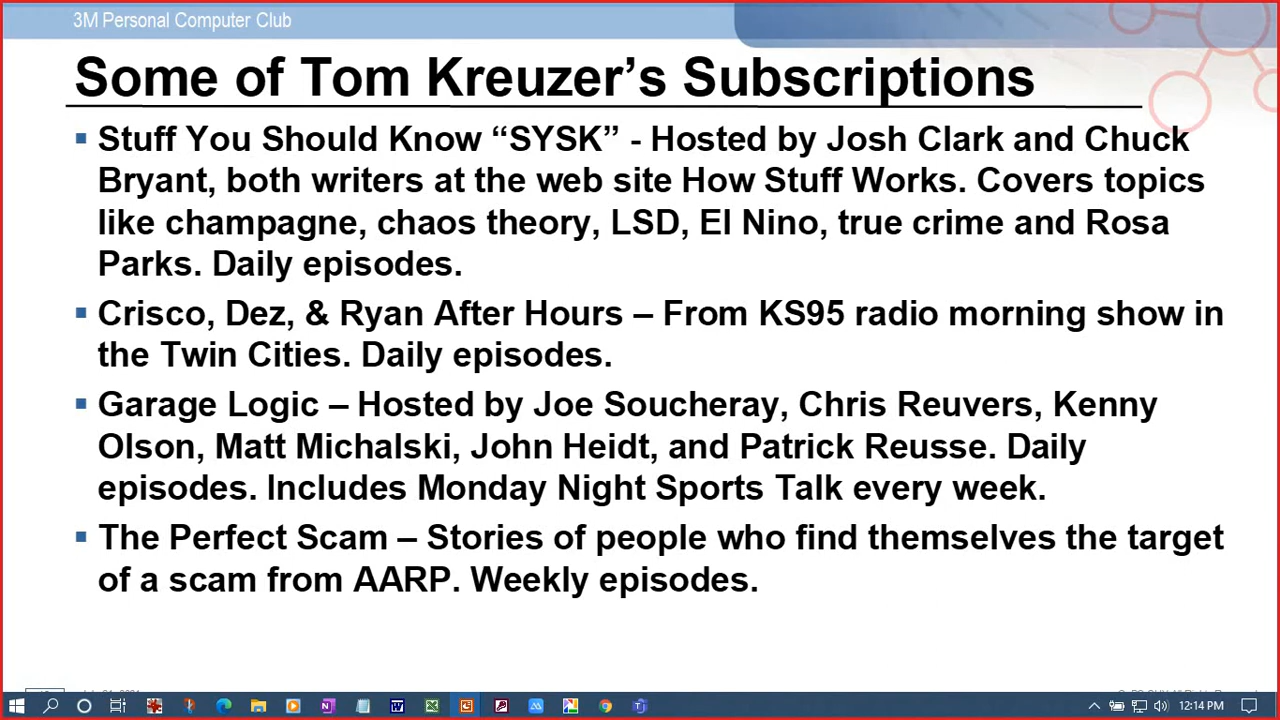 3M Personal Computer Club
Some of Tom Kreuzer’s Subscriptions
▪ Stuff You Should Know “SYSK” - Hosted by Josh Clark and Chuck
Bryant, both writers at the web site How Stuff Works. Covers topics
like champagne, chaos theory, LSD, El Nino, true crime and Rosa
Parks. Daily episodes.
▪ Crisco, Dez, & Ryan After Hours – From KS95 radio morning show in
the Twin Cities. Daily episodes.
▪ Garage Logic – Hosted by Joe Soucheray, Chris Reuvers, Kenny
Olson, Matt Michalski, John Heidt, and Patrick Reusse. Daily
episodes. Includes Monday Night Sports Talk every week.
▪ The Perfect Scam – Stories of people who find themselves the target
of a scam from AARP. Weekly episodes.
12:14 PM